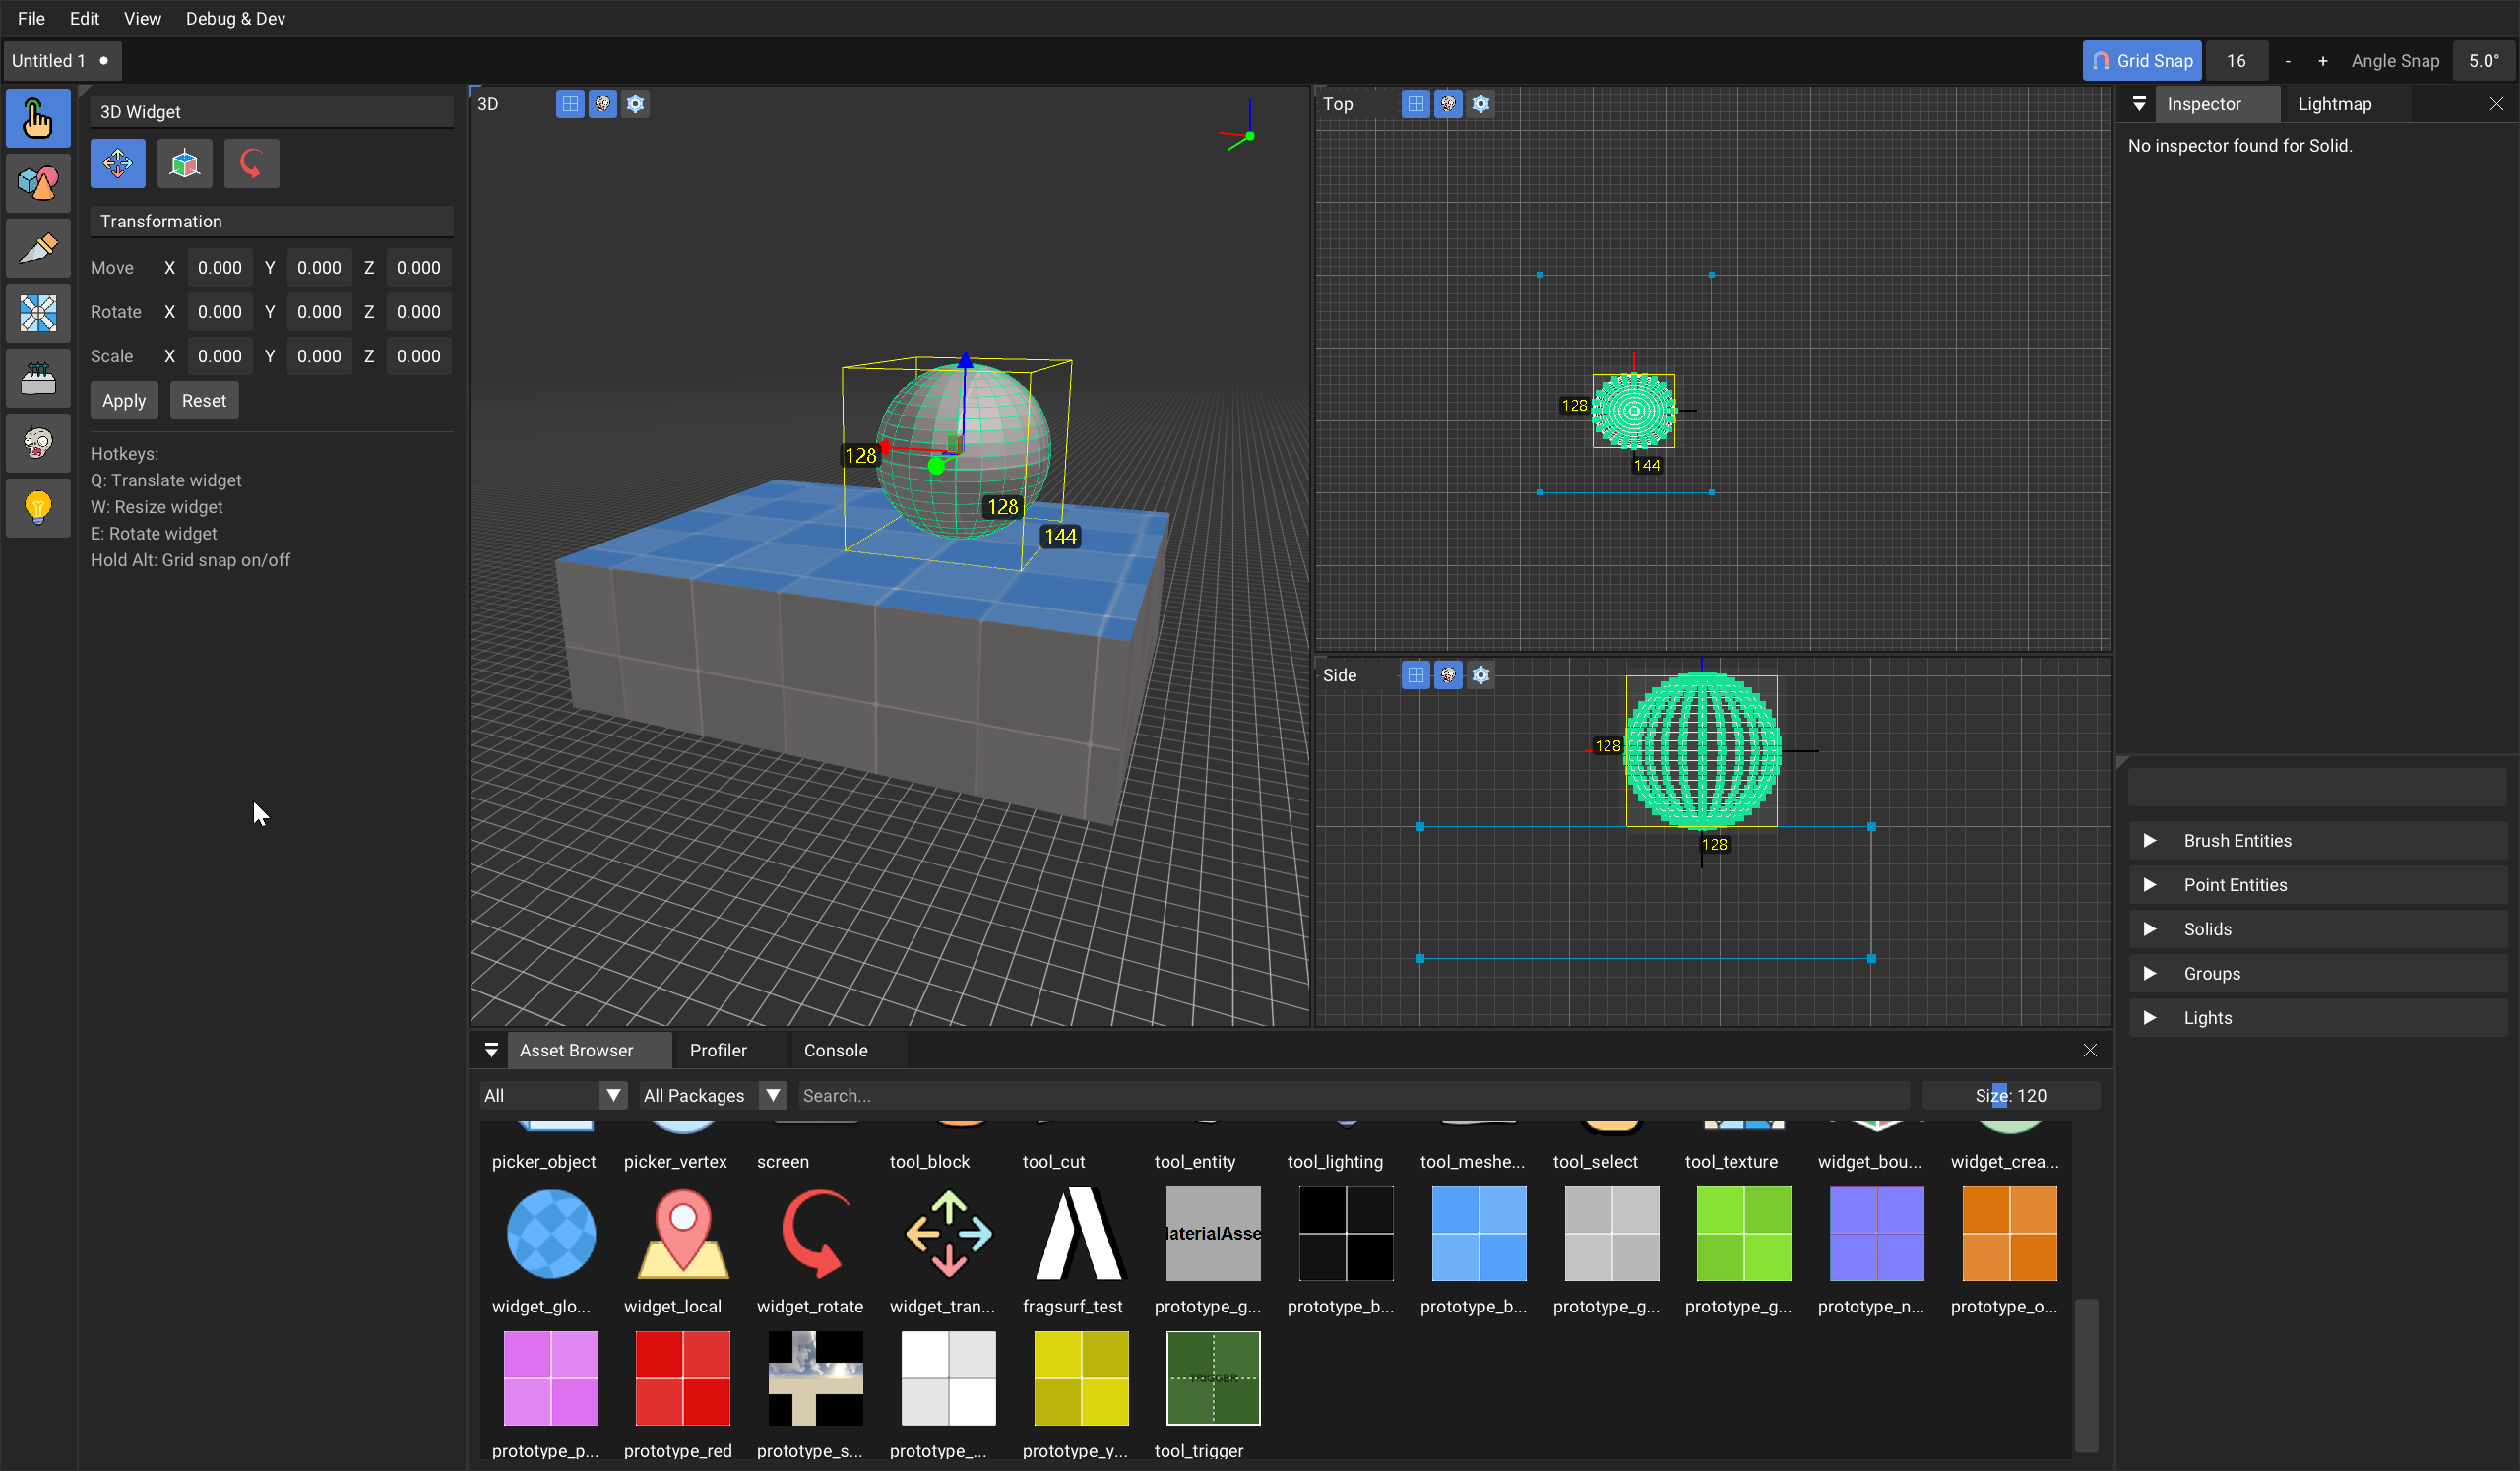 File Edit View Debug & Dev
Untitled 1
Grid Snap 16 - + Angle Snap 5.0°
3D Widget
Transformation
Move X 0.000 Y 0.000 Z 0.000
Rotate X 0.000 Y 0.000 Z 0.000
Scale X 0.000 Y 0.000 Z 0.000
Apply Reset
Hotkeys:
Q: Translate widget
W: Resize widget
E: Rotate widget
Hold Alt: Grid snap on/off
3D
128
128
144
Top
128
144
Side
128
128
Inspector Lightmap
No inspector found for Solid.
Brush Entities
Point Entities
Solids
Groups
Lights
Asset Browser Profiler Console
All All Packages Search... Size: 120
picker_object picker_vertex screen tool_block tool_cut tool_entity tool_lighting tool_meshe... tool_select tool_texture widget_bou... widget_crea...
laterialAsse
widget_glo... widget_local widget_rotate widget_tran... fragsurf_test prototype_g... prototype_b... prototype_b... prototype_g... prototype_g... prototype_n... prototype_o...
TRIGGER
prototype_p... prototype_red prototype_s... prototype_... prototype_y... tool_trigger